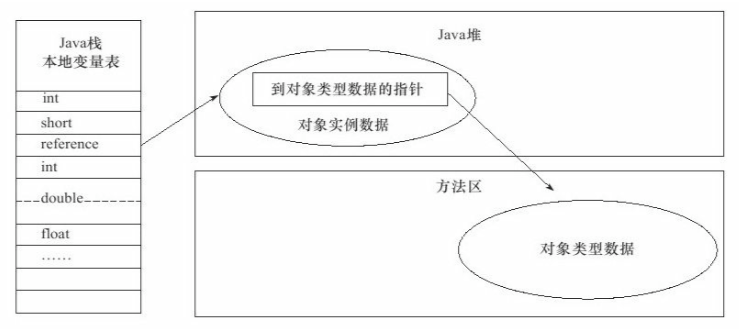 Java栈
本地变量表
int
short
reference
int
double
float
……
Java堆
到对象类型数据的指针
对象实例数据
方法区
对象类型数据